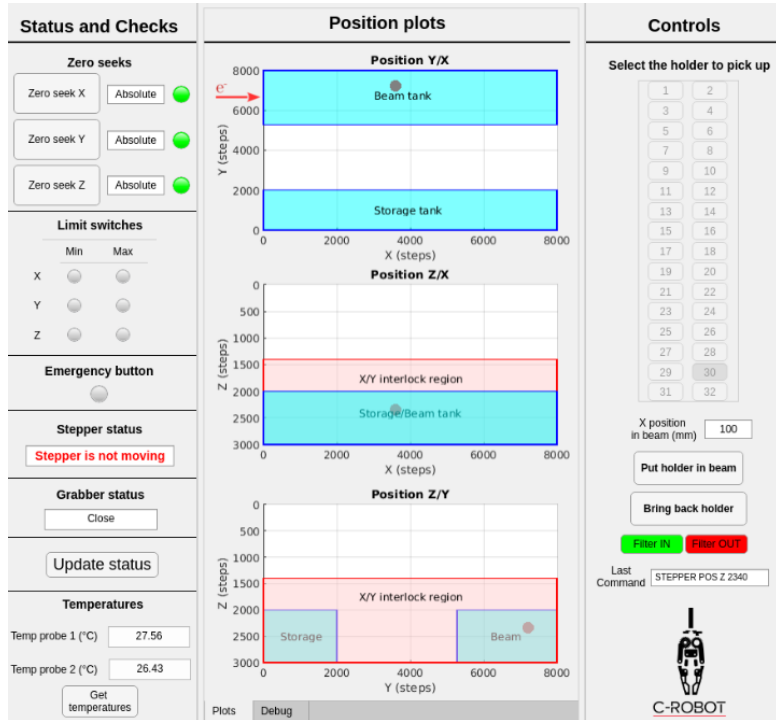 Status and Checks
Zero seeks
Zero seek X Absolute
Zero seek Y Absolute
Zero seek Z Absolute
Limit switches
Min Max
X
Y
Z
Emergency button
Stepper status
Stepper is not moving
Grabber status
Close
Update status
Temperatures
Temp probe 1 (°C) 27.56
Temp probe 2 (°C) 26.43
Get
temperatures
Position plots
Position Y/X
8000
e-
Beam tank
6000
Y (steps)
4000
2000
Storage tank
0
0 2000 4000 6000 8000
X (steps)
Position Z/X
0
500
1000
Z (steps)
1500
X/Y interlock region
2000
Storage/Beam tank
2500
3000
0 2000 4000 6000 8000
X (steps)
Position Z/Y
0
500
1000
Z (steps)
1500
X/Y interlock region
2000
2500 Storage Beam
3000
0 2000 4000 6000 8000
Y (steps)
Plots Debug
Controls
Select the holder to pick up
1 2
3 4
5 6
7 8
9 10
11 12
13 14
15 16
17 18
19 20
21 22
23 24
25 26
27 28
29 30
31 32
X position
in beam (mm) 100
Put holder in beam
Bring back holder
Filter IN Filter OUT
Last
Command STEPPER POS Z 2340
C-ROBOT